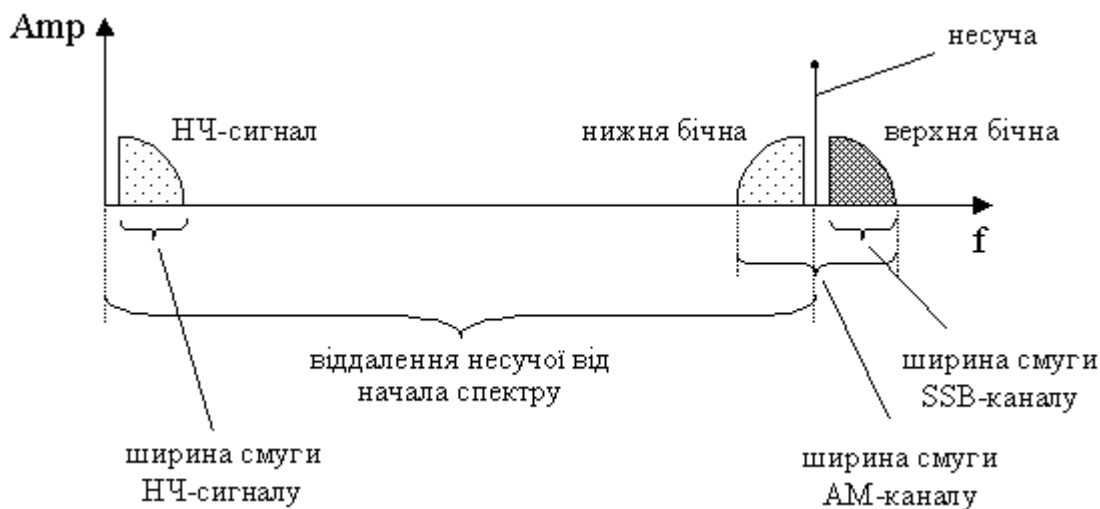 Amp
несуча
НЧ-сигнал
нижня бічна
верхня бічна
f
віддалення несучої від
начала спектру
ширина смуги
SSB-каналу
ширина смуги
НЧ-сигналу
ширина смуги
АМ-каналу